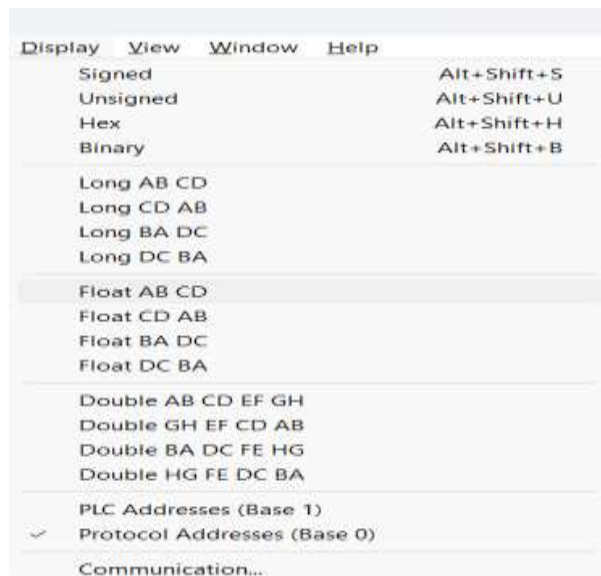 Display View Window Help
Signed Alt+Shift+S
Unsigned Alt+Shift+U
Hex Alt+Shift+H
Binary Alt+Shift+B
Long AB CD
Long CD AB
Long BA DC
Long DC BA
Float AB CD
Float CD AB
Float BA DC
Float DC BA
Double AB CD EF GH
Double GH EF CD AB
Double BA DC FE HG
Double HG FE DC BA
PLC Addresses (Base 1)
Protocol Addresses (Base 0)
Communication...